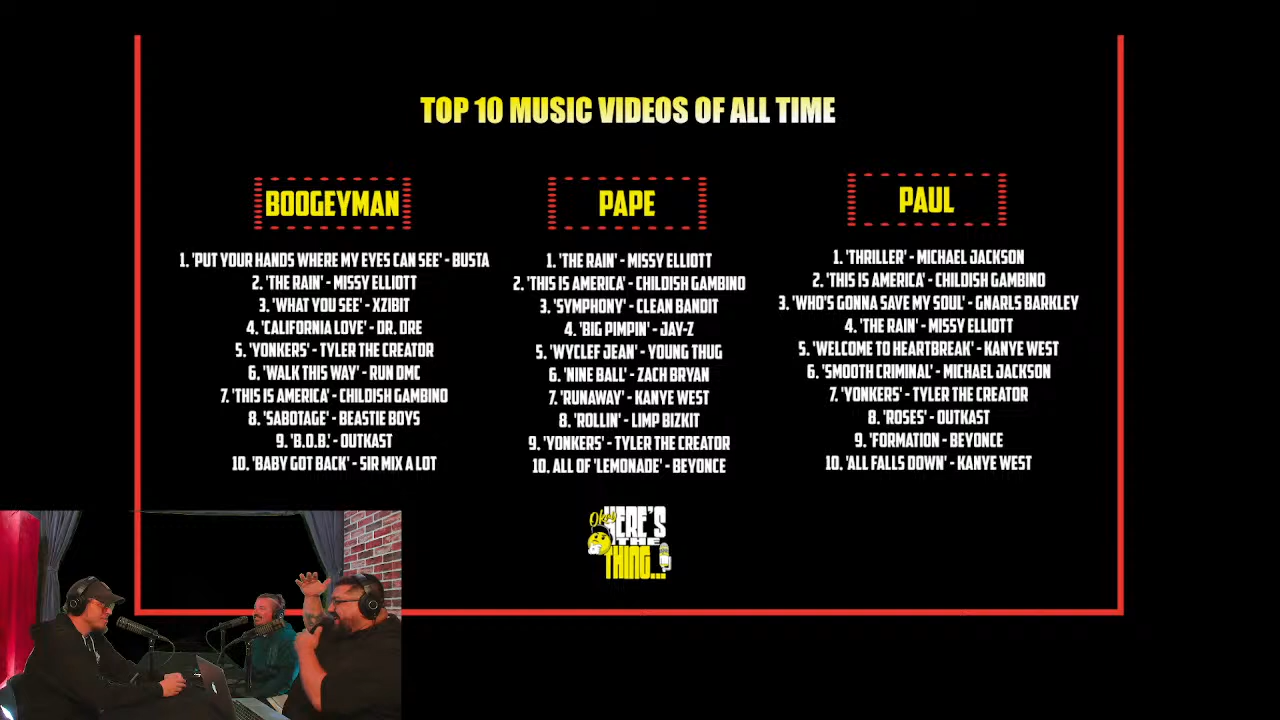 TOP 10 MUSIC VIDEOS OF ALL TIME
BOOGEYMAN
1. 'PUT YOUR HANDS WHERE MY EYES CAN SEE' - BUSTA
2. 'THE RAIN' - MISSY ELLIOTT
3. 'WHAT YOU SEE' - XZIBIT
4. 'CALIFORNIA LOVE' - DR. DRE
5. 'YONKERS' - TYLER THE CREATOR
6. 'WALK THIS WAY' - RUN DMC
7. 'THIS IS AMERICA' - CHILDISH GAMBINO
8. 'SABOTAGE' - BEASTIE BOYS
9. 'B.O.B.' - OUTKAST
10. 'BABY GOT BACK' - SIR MIX A LOT
PAPE
1. 'THE RAIN' - MISSY ELLIOTT
2. 'THIS IS AMERICA' - CHILDISH GAMBINO
3. 'SYMPHONY' - CLEAN BANDIT
4. 'BIG PIMPIN' - JAY-Z
5. 'WYCLEF JEAN' - YOUNG THUG
6. 'NINE BALL' - ZACH BRYAN
7. 'RUNAWAY' - KANYE WEST
8. 'ROLLIN' - LIMP BIZKIT
9. 'YONKERS' - TYLER THE CREATOR
10. ALL OF 'LEMONADE' - BEYONCE
PAUL
1. 'THRILLER' - MICHAEL JACKSON
2. 'THIS IS AMERICA' - CHILDISH GAMBINO
3. 'WHO'S GONNA SAVE MY SOUL' - GNARLS BARKLEY
4. 'THE RAIN' - MISSY ELLIOTT
5. 'WELCOME TO HEARTBREAK' - KANYE WEST
6. 'SMOOTH CRIMINAL' - MICHAEL JACKSON
7. 'YONKERS' - TYLER THE CREATOR
8. 'ROSES' - OUTKAST
9. 'FORMATION' - BEYONCE
10. 'ALL FALLS DOWN' - KANYE WEST
Okay
HERE'S
THE
THING...